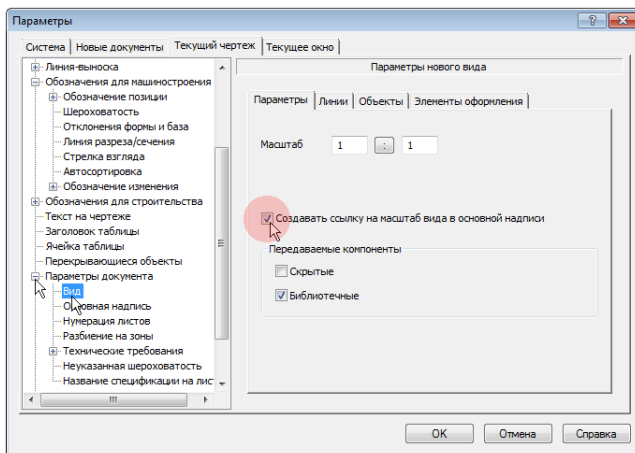 Параметры
Система Новые документы Текущий чертеж Текущее окно
Линия-выноска
Обозначения для машиностроения
Обозначение позиции
Шероховатость
Отклонения формы и база
Линия разреза/сечения
Стрелка взгляда
Автосортировка
Обозначение изменения
Обозначения для строительства
Текст на чертеже
Заголовок таблицы
Ячейка таблицы
Перекрывающиеся объекты
Параметры документа
Вид
Основная надпись
Нумерация листов
Разбиение на зоны
Технические требования
Неуказанная шероховатость
Название спецификации на лис
Параметры нового вида
Параметры Линии Объекты Элементы оформления
Масштаб 1 : 1
Создавать ссылку на масштаб вида в основной надписи
Передаваемые компоненты
Скрытые
Библиотечные
OK Отмена Справка